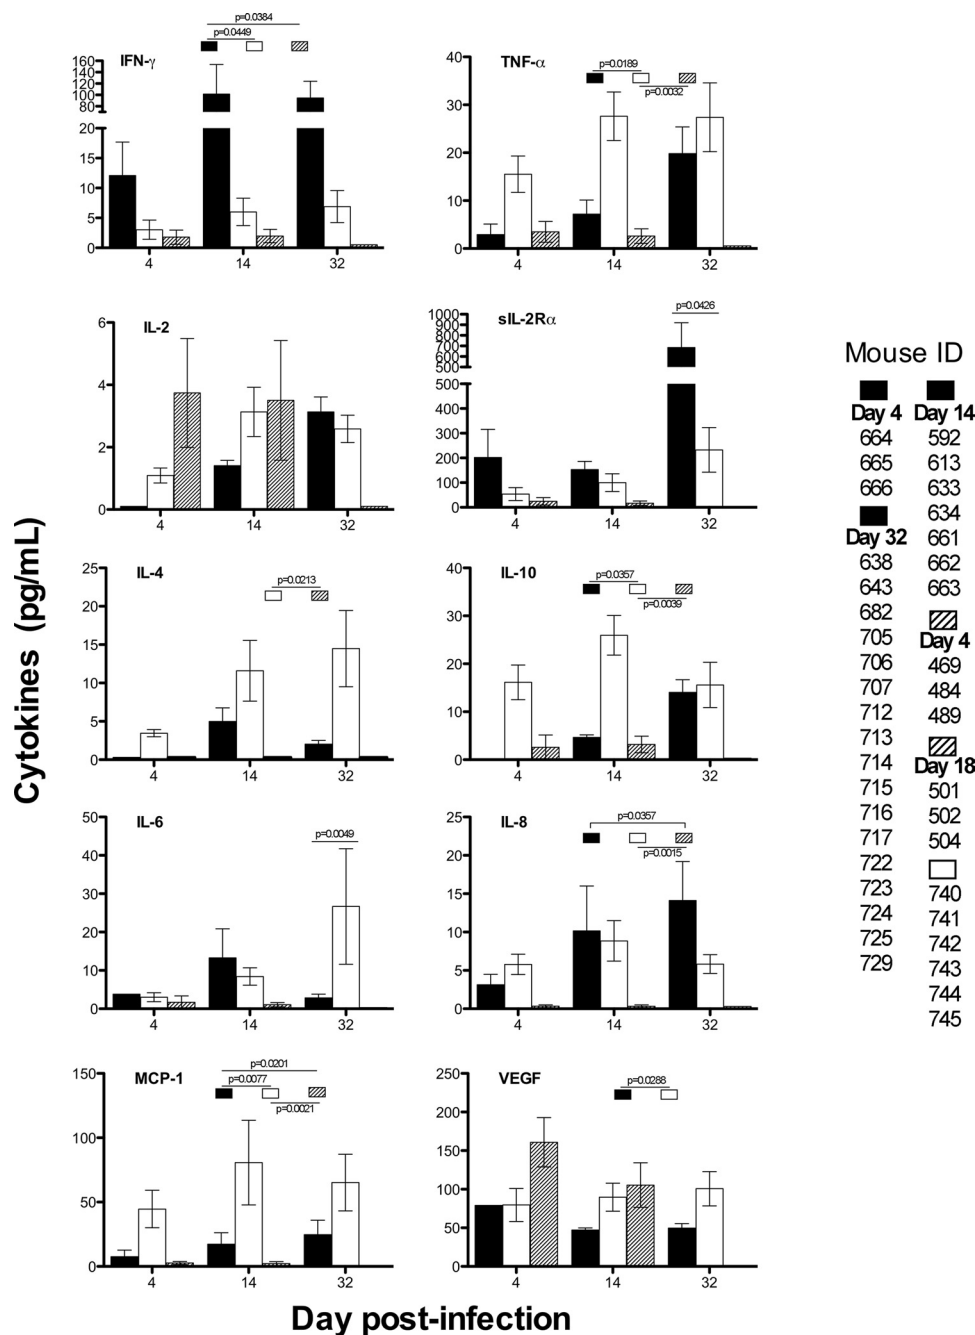 p=0.0384
p=0.0449
IFN-γ
160
140
120
100
80
20
15
10
5
0
4 14 32
TNF-α
p=0.0189
p=0.0032
40
30
20
10
0
4 14 32
IL-2
6
4
2
0
4 14 32
sIL-2Rα
p=0.0426
1000
900
800
700
600
500
500
400
300
200
100
0
4 14 32
IL-4
p=0.0213
25
20
15
10
5
0
4 14 32
IL-10
p=0.0357
p=0.0039
40
30
20
10
0
4 14 32
IL-6
p=0.0049
50
40
30
20
10
0
4 14 32
IL-8
p=0.0357
p=0.0015
25
20
15
10
5
0
4 14 32
MCP-1
p=0.0201
p=0.0077
p=0.0021
150
100
50
0
4 14 32
VEGF
p=0.0288
250
200
150
100
50
0
4 14 32
Cytokines (pg/mL)
Day post-infection
Mouse ID
Day 4
664
665
666
Day 32
638
643
682
705
706
707
712
713
714
715
716
717
722
723
724
725
729
Day 14
592
613
633
634
661
662
663
Day 4
469
484
489
Day 18
501
502
504
740
741
742
743
744
745